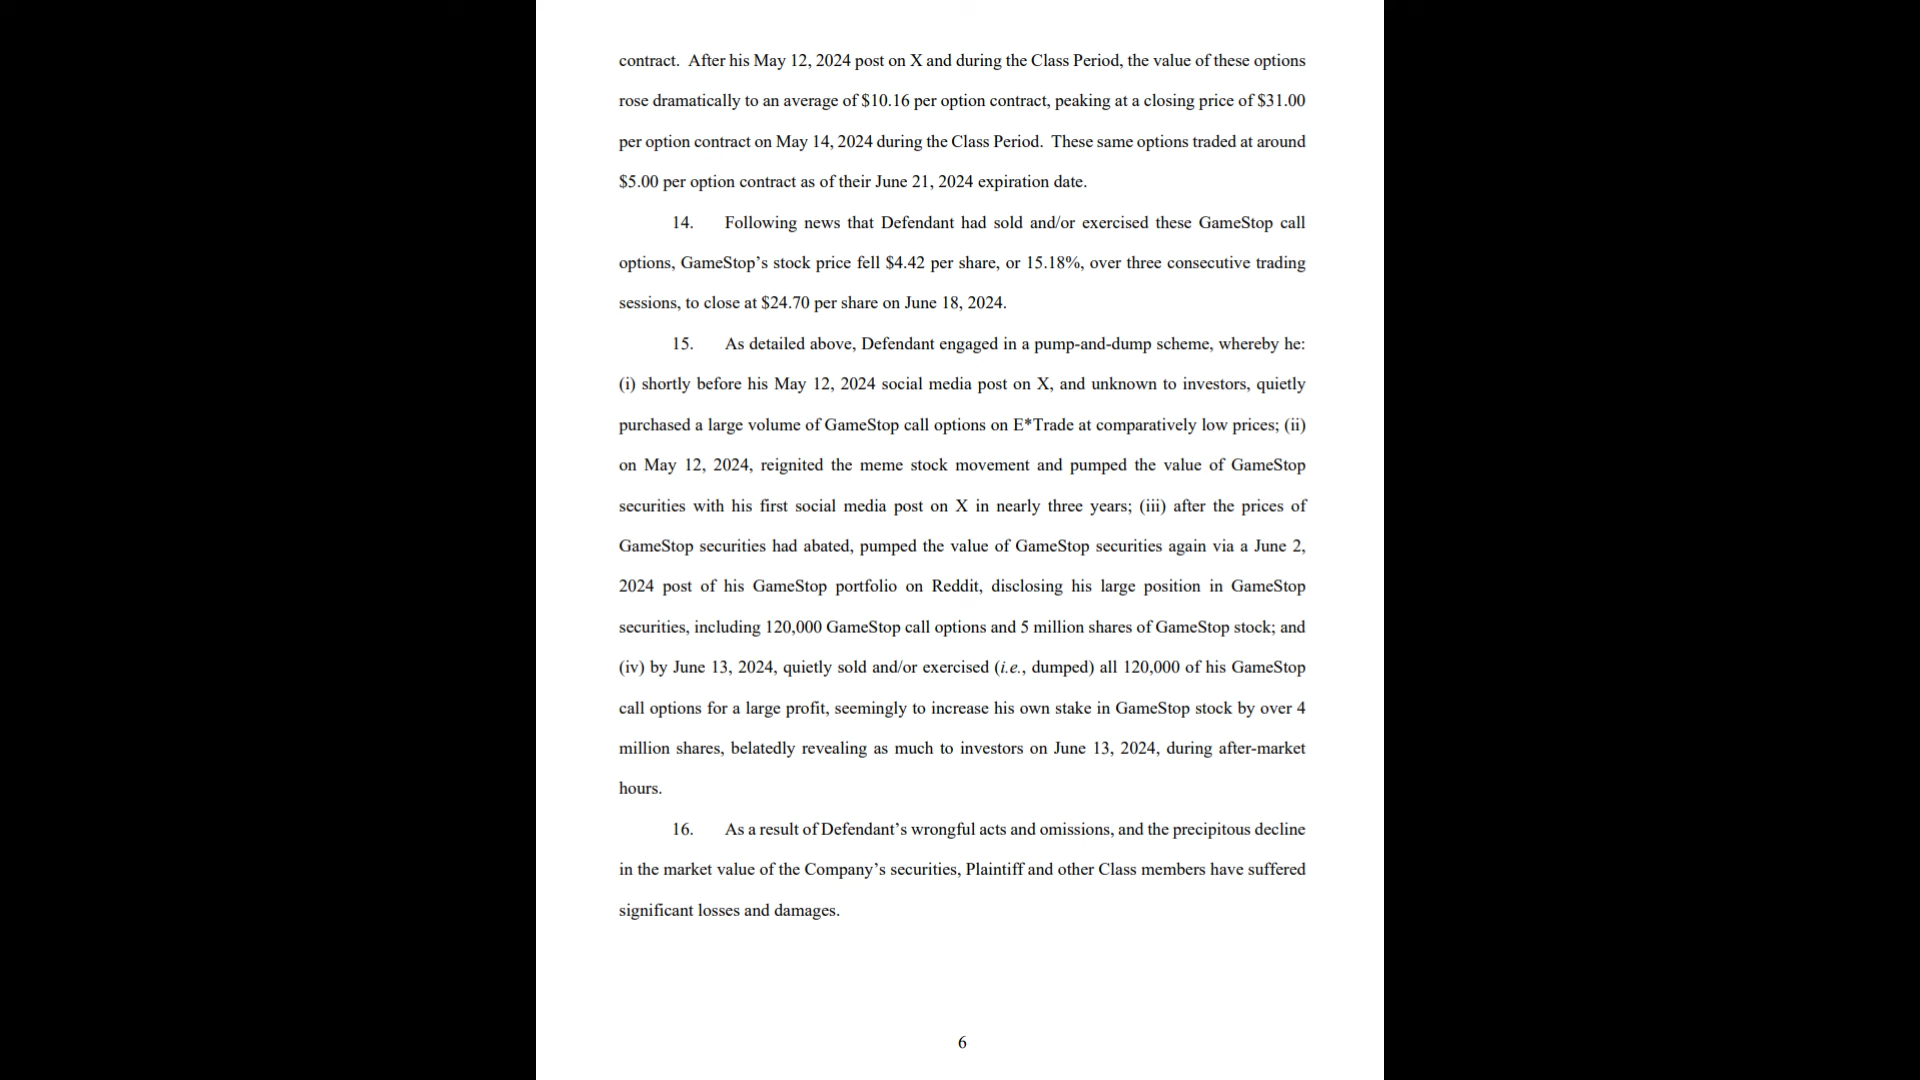 contract.  After his May 12, 2024 post on X and during the Class Period, the value of these options
rose dramatically to an average of $10.16 per option contract, peaking at a closing price of $31.00
per option contract on May 14, 2024 during the Class Period.  These same options traded at around
$5.00 per option contract as of their June 21, 2024 expiration date.
14. Following news that Defendant had sold and/or exercised these GameStop call
options, GameStop’s stock price fell $4.42 per share, or 15.18%, over three consecutive trading
sessions, to close at $24.70 per share on June 18, 2024.
15. As detailed above, Defendant engaged in a pump-and-dump scheme, whereby he:
(i) shortly before his May 12, 2024 social media post on X, and unknown to investors, quietly
purchased a large volume of GameStop call options on E*Trade at comparatively low prices; (ii)
on May 12, 2024, reignited the meme stock movement and pumped the value of GameStop
securities with his first social media post on X in nearly three years; (iii) after the prices of
GameStop securities had abated, pumped the value of GameStop securities again via a June 2,
2024 post of his GameStop portfolio on Reddit, disclosing his large position in GameStop
securities, including 120,000 GameStop call options and 5 million shares of GameStop stock; and
(iv) by June 13, 2024, quietly sold and/or exercised (i.e., dumped) all 120,000 of his GameStop
call options for a large profit, seemingly to increase his own stake in GameStop stock by over 4
million shares, belatedly revealing as much to investors on June 13, 2024, during after-market
hours.
16. As a result of Defendant’s wrongful acts and omissions, and the precipitous decline
in the market value of the Company’s securities, Plaintiff and other Class members have suffered
significant losses and damages.
6